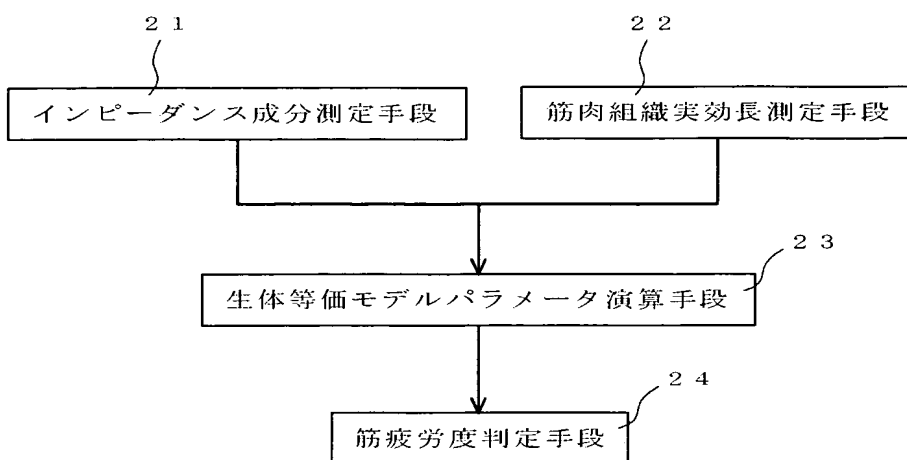 ２１
２２
インピーダンス成分測定手段
筋肉組織実効長測定手段
２３
生体等価モデルパラメータ演算手段
２４
筋疲労度判定手段